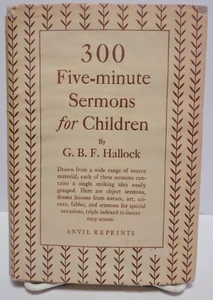 300
Five-minute
Sermons
for Children
By
G. B. F. Hallock
Drawn from a wide range of source
material, each of these sermons con-
tains a single striking idea easily
grasped. Here are object sermons,
drama lessons from nature, art, sci-
ence, fables, and sermons for special
occasions, triple indexed to insure
easy access.
ANVIL REPRINTS